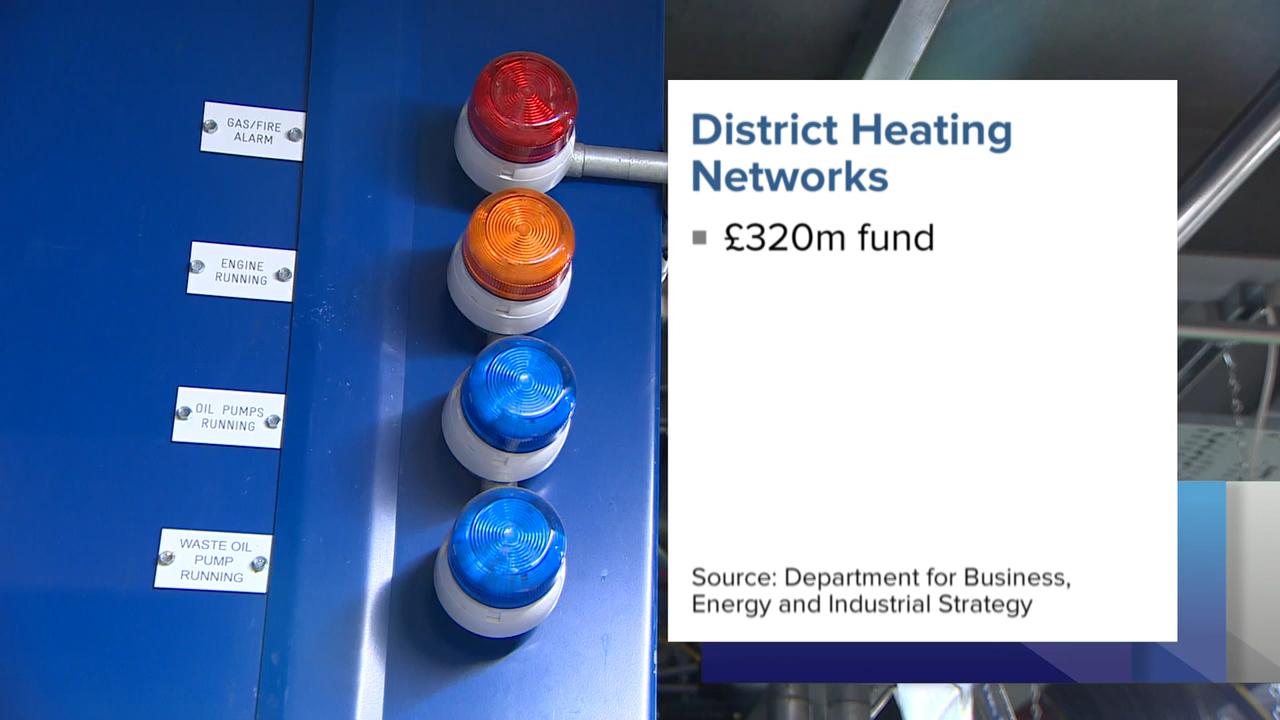 GAS/FIRE
ALARM
ENGINE
RUNNING
OIL PUMPS
RUNNING
WASTE OIL
PUMP
RUNNING
District Heating
Networks
£320m fund
Source: Department for Business,
Energy and Industrial Strategy